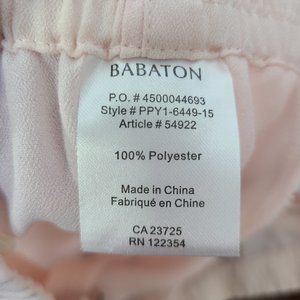 BABATON
P.O. # 4500044693
Style # PPY1-6449-15
Article # 54922
100% Polyester
Made in China
Fabriqué en Chine
CA 23725
RN 122354